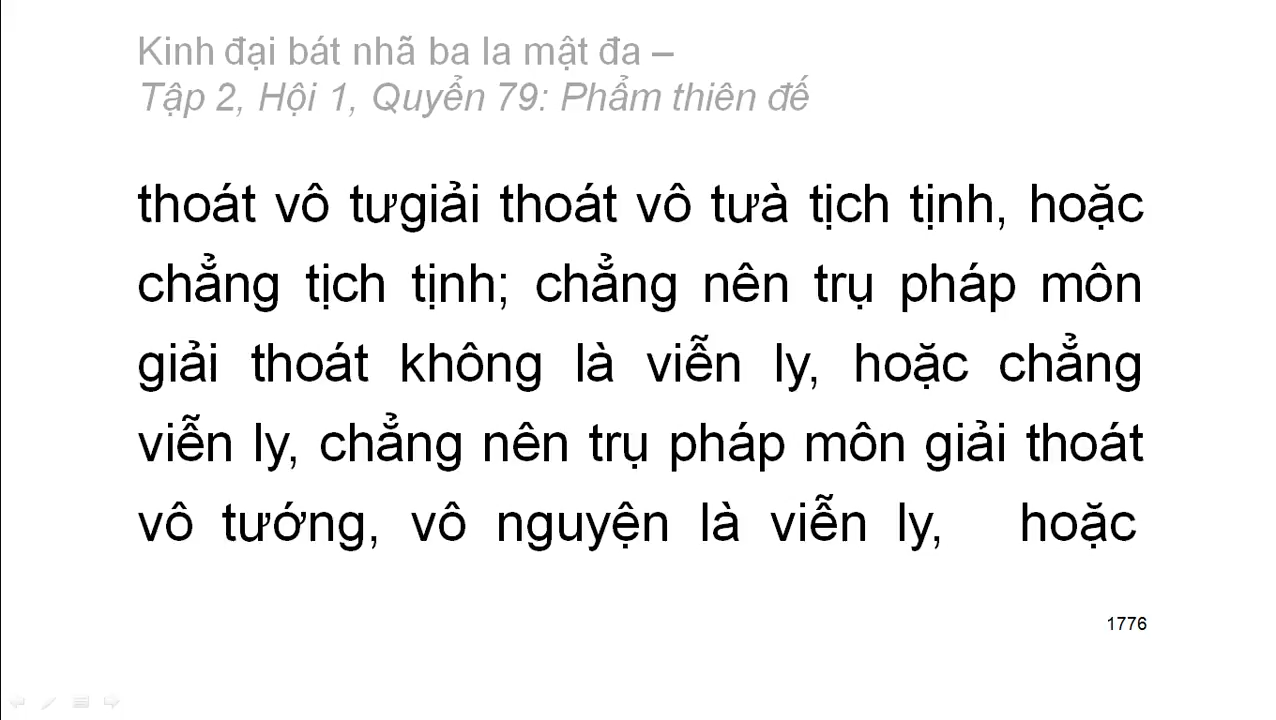 Kinh đại bát nhã ba la mật đa –
Tập 2, Hội 1, Quyển 79: Phẩm thiên đế
thoát vô tưgiải thoát vô tưà tịch tịnh, hoặc
chẳng tịch tịnh; chẳng nên trụ pháp môn
giải thoát không là viễn ly, hoặc chẳng
viễn ly, chẳng nên trụ pháp môn giải thoát
vô tướng, vô nguyện là viễn ly, hoặc
1776